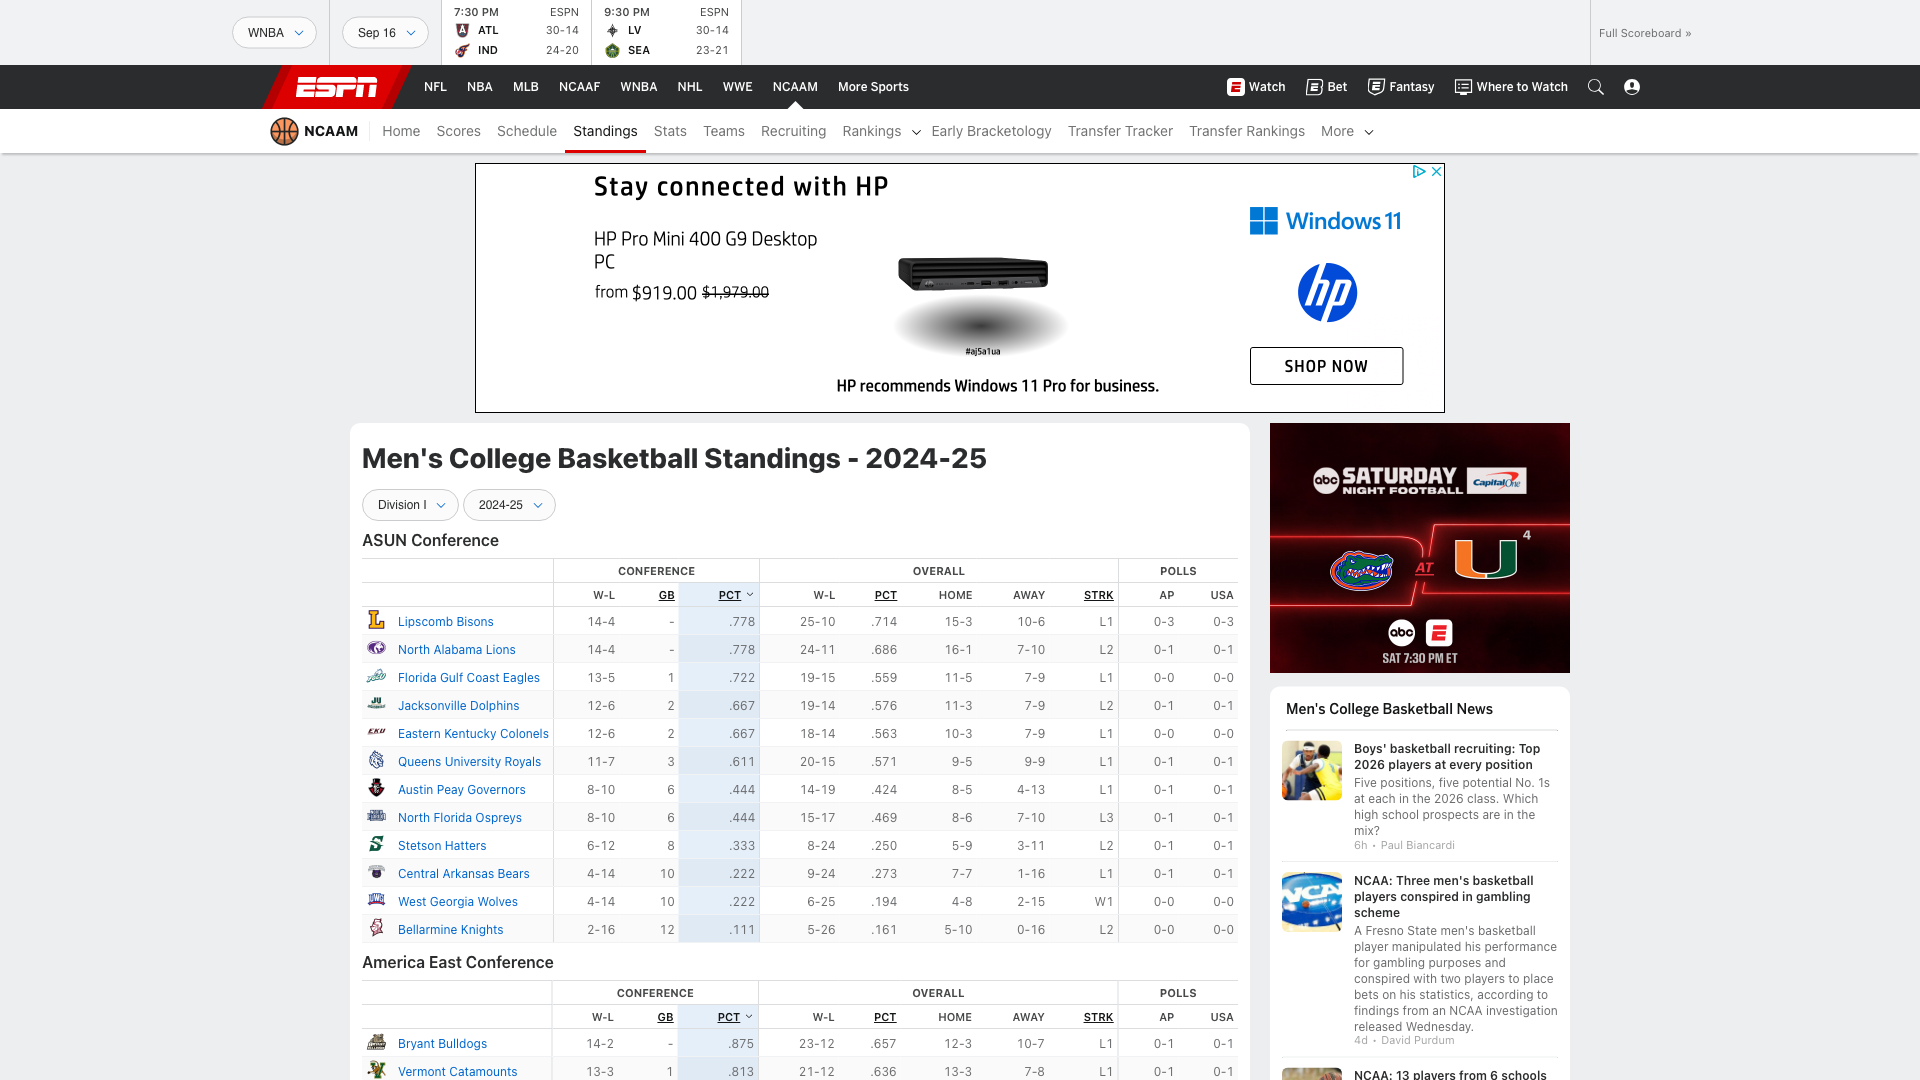 WNBA
Sep 16
7:30 PM ESPN
ATL 30-14
IND 24-20
9:30 PM ESPN
LV 30-14
SEA 23-21
Full Scoreboard »
ESPN NFL NBA MLB NCAAF WNBA NHL WWE NCAAM More Sports Watch Bet Fantasy Where to Watch
NCAAM Home Scores Schedule Standings Stats Teams Recruiting Rankings Early Bracketology Transfer Tracker Transfer Rankings More
Stay connected with HP
HP Pro Mini 400 G9 Desktop
PC
from $919.00 $1,979.00
#aj5a1ua
HP recommends Windows 11 Pro for business.
Windows 11
hp
SHOP NOW
Men's College Basketball Standings - 2024-25
Division I 2024-25
ASUN Conference
CONFERENCE OVERALL POLLS
W-L GB PCT W-L PCT HOME AWAY STRK AP USA
Lipscomb Bisons 14-4 - .778 25-10 .714 15-3 10-6 L1 0-3 0-3
North Alabama Lions 14-4 - .778 24-11 .686 16-1 7-10 L2 0-1 0-1
Florida Gulf Coast Eagles 13-5 1 .722 19-15 .559 11-5 7-9 L1 0-0 0-0
Jacksonville Dolphins 12-6 2 .667 19-14 .576 11-3 7-9 L2 0-1 0-1
Eastern Kentucky Colonels 12-6 2 .667 18-14 .563 10-3 7-9 L1 0-0 0-0
Queens University Royals 11-7 3 .611 20-15 .571 9-5 9-9 L1 0-1 0-1
Austin Peay Governors 8-10 6 .444 14-19 .424 8-5 4-13 L1 0-1 0-1
North Florida Ospreys 8-10 6 .444 15-17 .469 8-6 7-10 L3 0-1 0-1
Stetson Hatters 6-12 8 .333 8-24 .250 5-9 3-11 L2 0-1 0-1
Central Arkansas Bears 4-14 10 .222 9-24 .273 7-7 1-16 L1 0-1 0-1
West Georgia Wolves 4-14 10 .222 6-25 .194 4-8 2-15 W1 0-0 0-0
Bellarmine Knights 2-16 12 .111 5-26 .161 5-10 0-16 L2 0-1 0-0
America East Conference
CONFERENCE OVERALL POLLS
W-L GB PCT W-L PCT HOME AWAY STRK AP USA
Bryant Bulldogs 14-2 - .875 23-12 .657 12-3 10-7 L1 0-1 0-1
Vermont Catamounts 13-3 1 .813 21-12 .636 13-3 7-8 L1 0-1 0-1
abc SATURDAY
NIGHT FOOTBALL
Capital One
AT
U 4
abc E
SAT 7:30 PM ET
Men's College Basketball News
Boys' basketball recruiting: Top
2026 players at every position
Five positions, five potential No. 1s
at each in the 2026 class. Which
high school prospects are in the
mix?
6h • Paul Biancardi
NCAA: Three men's basketball
players conspired in gambling
scheme
A Fresno State men's basketball
player manipulated his performance
for gambling purposes and
conspired with two players to place
bets on his statistics, according to
findings from an NCAA investigation
released Wednesday.
4d • David Purdum
NCAA: 13 players from 6 schools